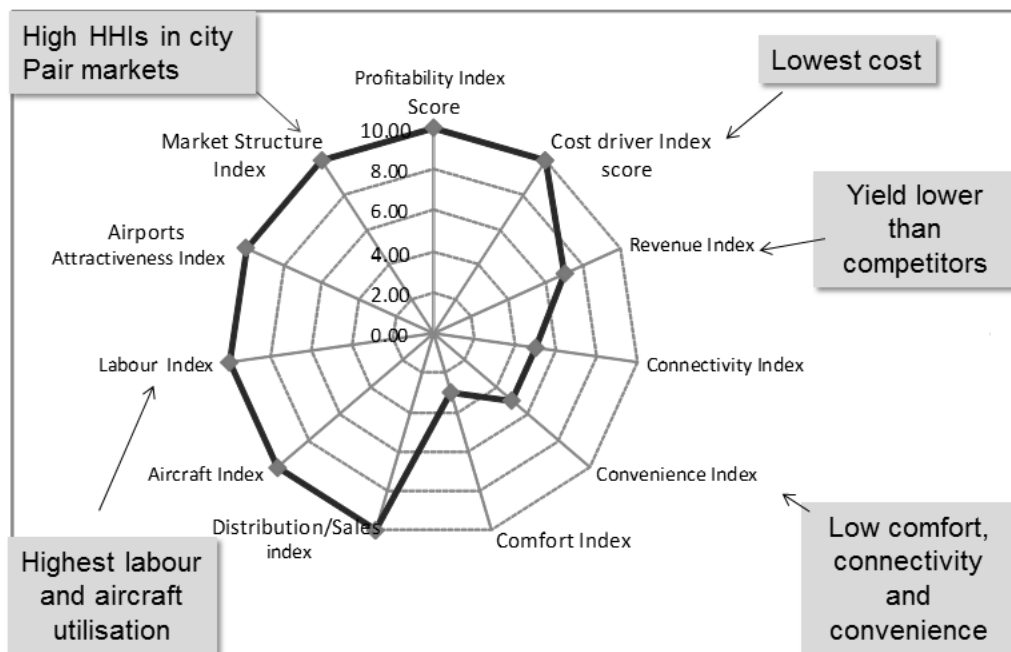 High HHIs in city
Pair markets
Lowest cost
Profitability Index
Score
Market Structure
Index
Cost driver Index
score
10.00
8.00
6.00
4.00
2.00
0.00
Airports
Attractiveness Index
Revenue Index
Yield lower
than
competitors
Labour Index
Connectivity Index
Aircraft Index
Convenience Index
Distribution/Sales
index
Comfort Index
Highest labour
and aircraft
utilisation
Low comfort,
connectivity
and
convenience